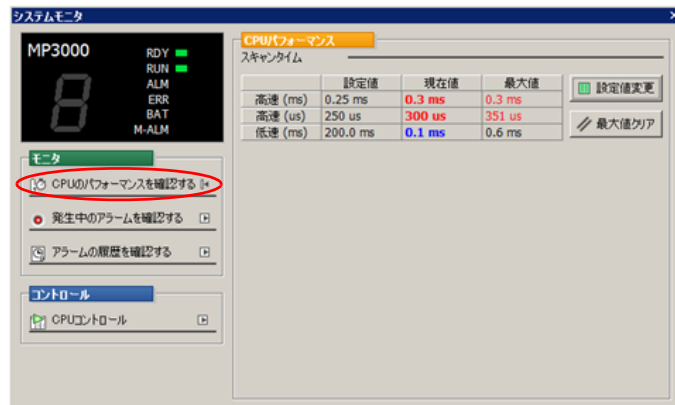 システムモニタ
MP3000
RDY
RUN
ALM
ERR
BAT
M-ALM
モニタ
CPUのパフォーマンスを確認する
発生中のアラームを確認する
アラームの履歴を確認する
コントロール
CPUコントロール
CPUパフォーマンス
スキャンタイム
設定値 現在値 最大値
高速 (ms) 0.25 ms 0.3 ms 0.3 ms
高速 (us) 250 us 300 us 351 us
低速 (ms) 200.0 ms 0.1 ms 0.6 ms
設定値変更
最大値クリア